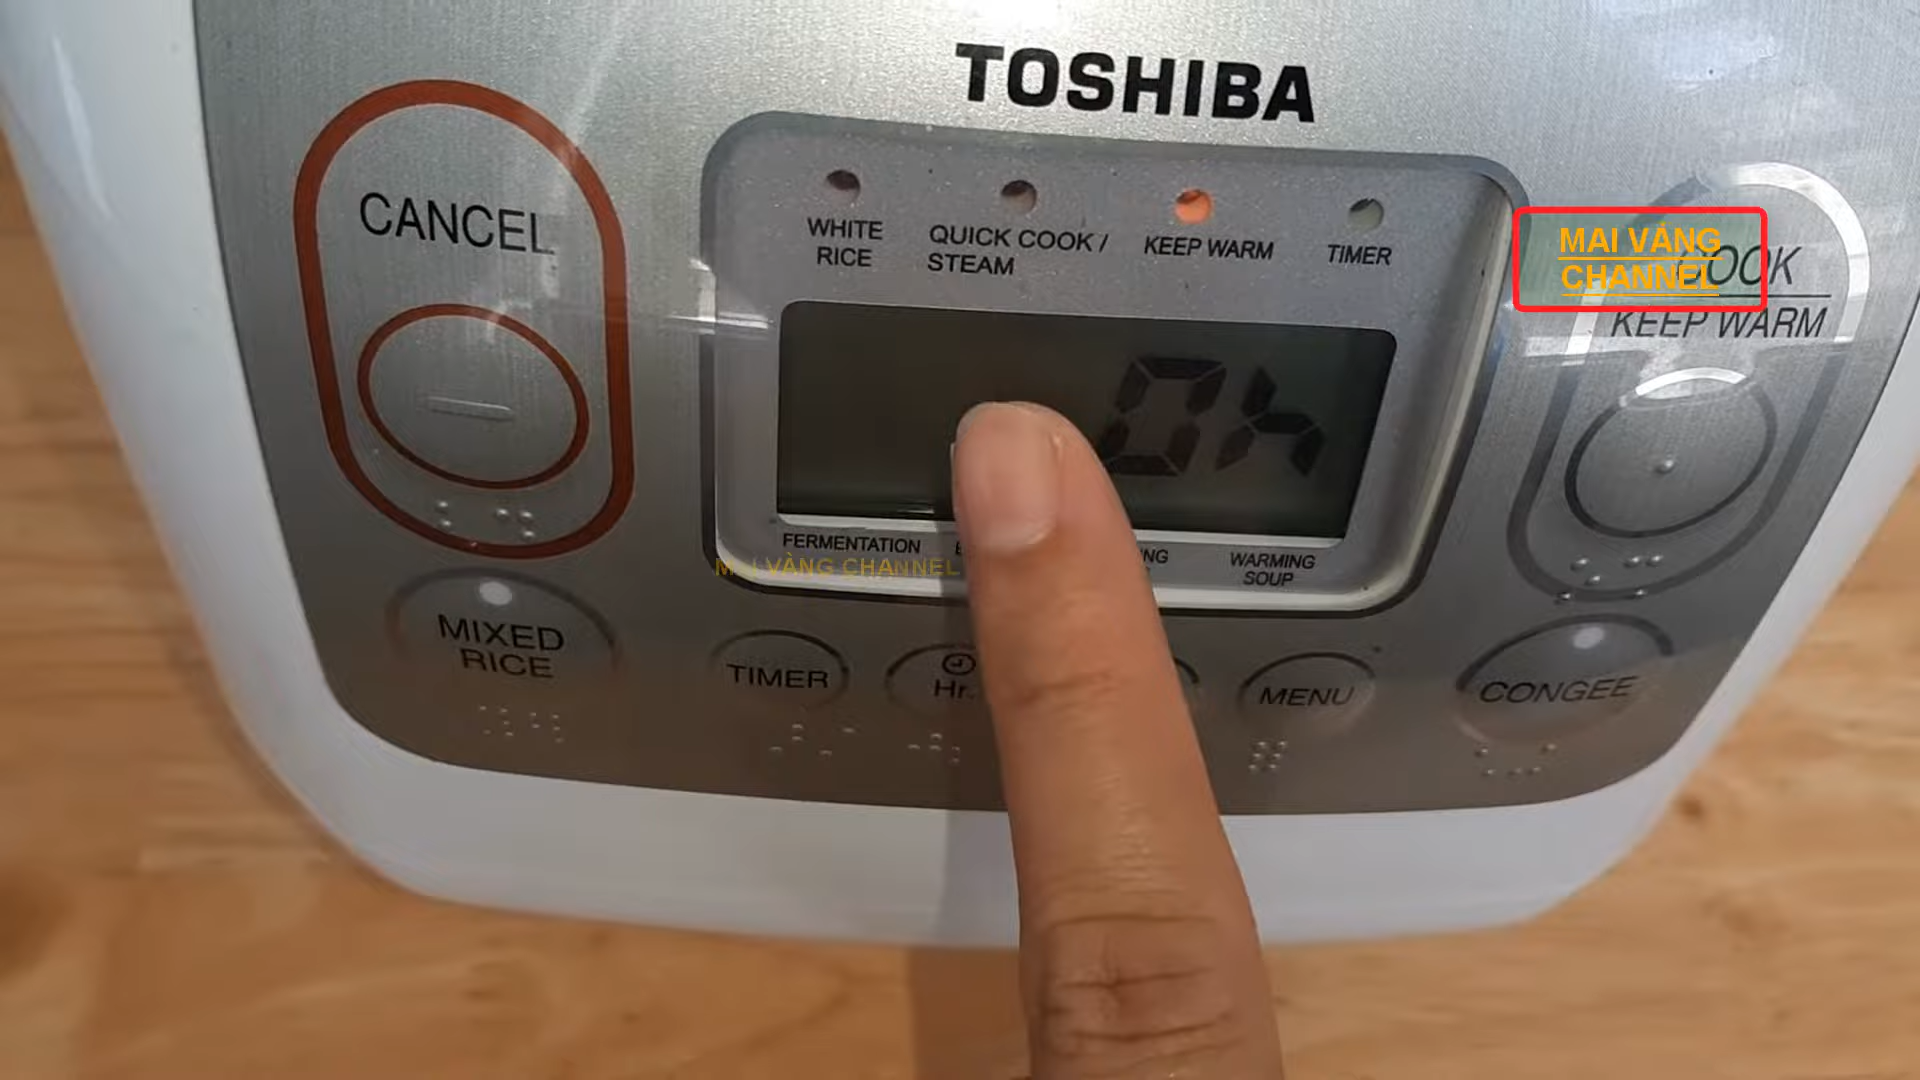 TOSHIBA
CANCEL
WHITE
RICE
QUICK COOK /
STEAM
KEEP WARM
TIMER
MAI VÀNG
CHANNEL
COOK
KEEP WARM
0h
FERMENTATION
WARMING
SOUP
MAI VÀNG CHANNEL
MIXED
RICE
TIMER
Hr.
MENU
CONGEE